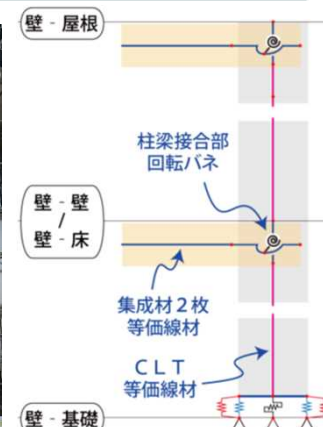 壁 - 屋根
柱梁接合部
回転バネ
壁 - 壁
/
壁 - 床
集成材２枚
等価線材
ＣＬＴ
等価線材
壁 - 基礎